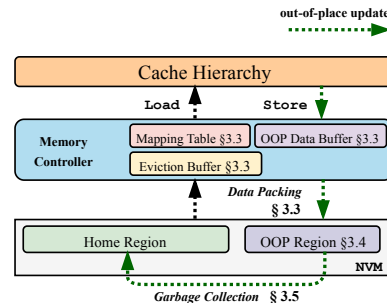 out-of-place update
Cache Hierarchy
Load
Store
Memory
Controller
Mapping Table §3.3
OOP Data Buffer §3.3
Eviction Buffer §3.3
Data Packing
§ 3.3
Home Region
OOP Region §3.4
NVM
Garbage Collection § 3.5